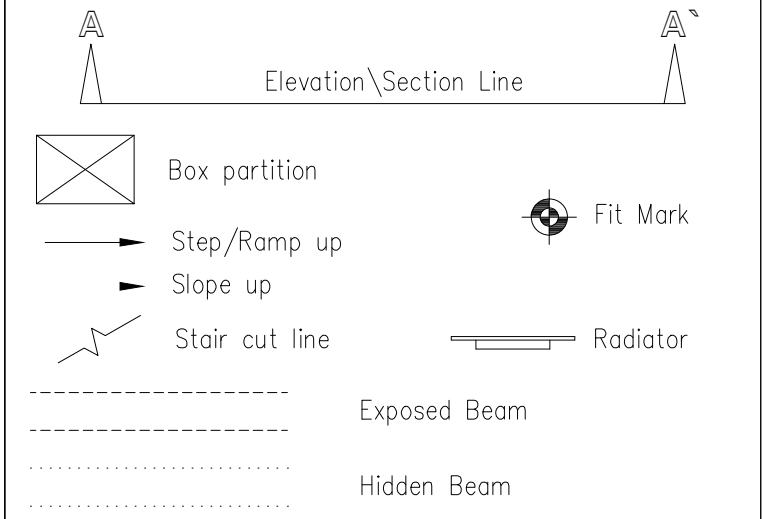 A A`
Elevation\Section Line
Box partition
Fit Mark
Step/Ramp up
Slope up
Stair cut line
Radiator
Exposed Beam
Hidden Beam